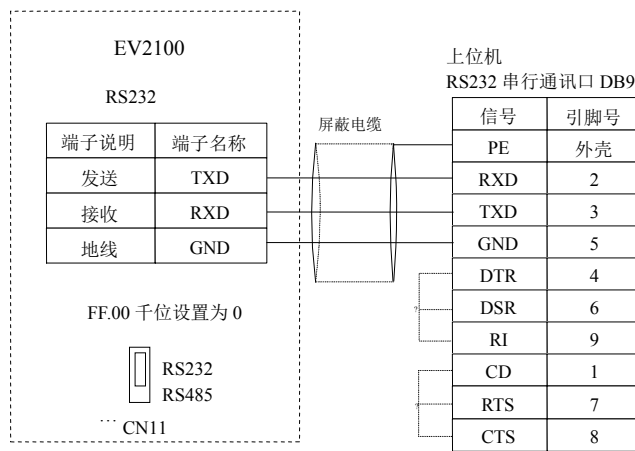 EV2100
RS232
端子说明 端子名称
发送 TXD
接收 RXD
地线 GND
FF.00 千位设置为 0
RS232
RS485
... CN11
屏蔽电缆
上位机
RS232 串行通讯口 DB9
信号 引脚号
PE 外壳
RXD 2
TXD 3
GND 5
DTR 4
DSR 6
RI 9
CD 1
RTS 7
CTS 8